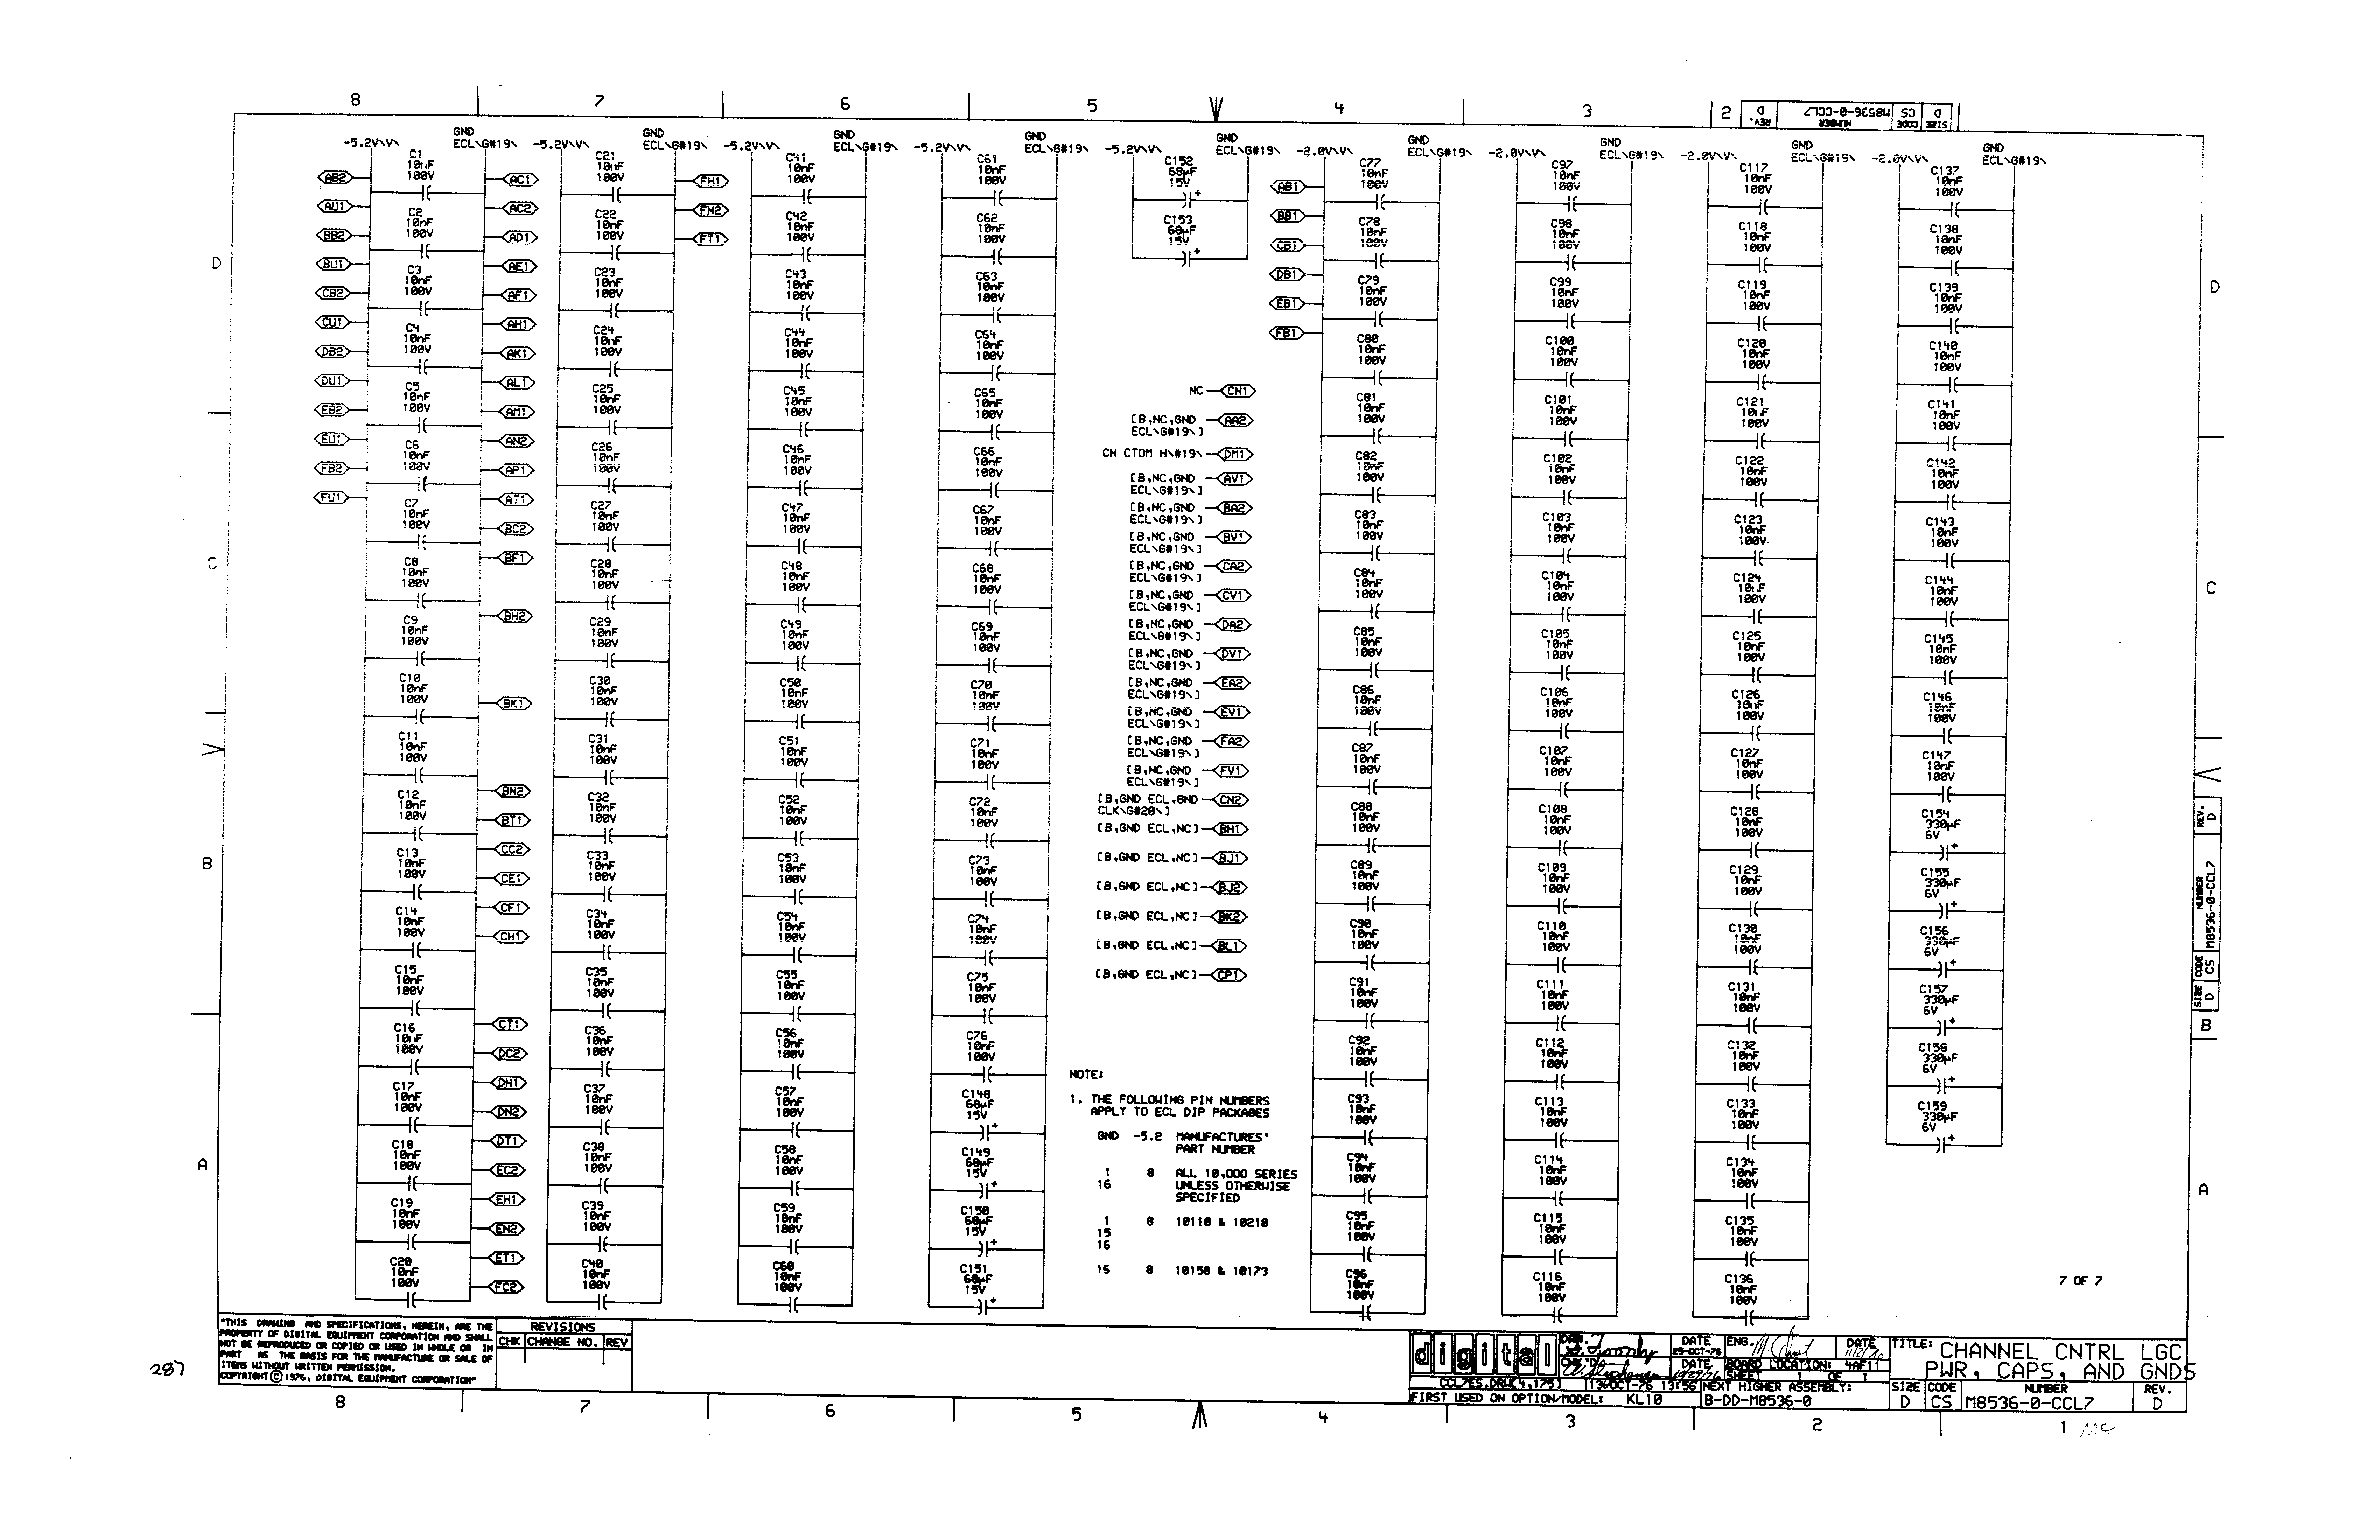 8 7 6 5 4 3 2
SIZE D CODE CS NUMBER M8536-0-CCL7 REV. D
-5.2V\V\
GND
ECL\G#19\
AB2
AU1
BB2
BU1
CB2
CU1
DB2
DU1
EB2
EU1
FB2
FU1
C1
10nF
100V
C2
10nF
100V
C3
10nF
100V
C4
10nF
100V
C5
10nF
100V
C6
10nF
100V
C7
10nF
100V
C8
10nF
100V
C9
10nF
100V
C10
10nF
100V
C11
10nF
100V
C12
10nF
100V
C13
10nF
100V
C14
10nF
100V
C15
10nF
100V
C16
10nF
100V
C17
10nF
100V
C18
10nF
100V
C19
10nF
100V
C20
10nF
100V
AC1
AC2
AD1
AE1
AF1
AH1
AK1
AL1
AM1
AN2
AP1
AT1
BC2
BF1
BH2
BK1
BN2
BT1
CC2
CE1
CF1
CH1
CT1
DC2
DH1
DN2
DT1
EC2
EH1
EN2
ET1
FC2
-5.2V\V\
GND
ECL\G#19\
C21
10nF
100V
C22
10nF
100V
C23
10nF
100V
C24
10nF
100V
C25
10nF
100V
C26
10nF
100V
C27
10nF
100V
C28
10nF
100V
C29
10nF
100V
C30
10nF
100V
C31
10nF
100V
C32
10nF
100V
C33
10nF
100V
C34
10nF
100V
C35
10nF
100V
C36
10nF
100V
C37
10nF
100V
C38
10nF
100V
C39
10nF
100V
C40
10nF
100V
FH1
FN2
FT1
-5.2V\V\
GND
ECL\G#19\
C41
10nF
100V
C42
10nF
100V
C43
10nF
100V
C44
10nF
100V
C45
10nF
100V
C46
10nF
100V
C47
10nF
100V
C48
10nF
100V
C49
10nF
100V
C50
10nF
100V
C51
10nF
100V
C52
10nF
100V
C53
10nF
100V
C54
10nF
100V
C55
10nF
100V
C56
10nF
100V
C57
10nF
100V
C58
10nF
100V
C59
10nF
100V
C60
10nF
100V
-5.2V\V\
GND
ECL\G#19\
C61
10nF
100V
C62
10nF
100V
C63
10nF
100V
C64
10nF
100V
C65
10nF
100V
C66
10nF
100V
C67
10nF
100V
C68
10nF
100V
C69
10nF
100V
C70
10nF
100V
C71
10nF
100V
C72
10nF
100V
C73
10nF
100V
C74
10nF
100V
C75
10nF
100V
C76
10nF
100V
C148
68µF
15V
C149
68µF
15V
C150
68µF
15V
C151
68µF
15V
-5.2V\V\
GND
ECL\G#19\
C152
68µF
15V
C153
68µF
15V
NC CN1
[B,NC,GND AA2
ECL\G#19\]
CH CTOM H\#19\ DM1
[B,NC,GND AV1
ECL\G#19\]
[B,NC,GND BA2
ECL\G#19\]
[B,NC,GND BV1
ECL\G#19\]
[B,NC,GND CA2
ECL\G#19\]
[B,NC,GND CV1
ECL\G#19\]
[B,NC,GND DA2
ECL\G#19\]
[B,NC,GND DV1
ECL\G#19\]
[B,NC,GND EA2
ECL\G#19\]
[B,NC,GND EV1
ECL\G#19\]
[B,NC,GND FA2
ECL\G#19\]
[B,NC,GND FV1
ECL\G#19\]
[B,GND ECL,GND CN2
CLK\G#20\]
[B,GND ECL,NC] BH1
[B,GND ECL,NC] BJ1
[B,GND ECL,NC] BJ2
[B,GND ECL,NC] BK2
[B,GND ECL,NC] BL1
[B,GND ECL,NC] CP1
NOTE:
1. THE FOLLOWING PIN NUMBERS
APPLY TO ECL DIP PACKAGES
GND -5.2 MANUFACTURES'
PART NUMBER
1 8 ALL 10,000 SERIES
16 UNLESS OTHERWISE
SPECIFIED
1 8 10110 & 10210
15
16
16 8 10158 & 10173
-2.0V\V\
GND
ECL\G#19\
AB1
BB1
CB1
DB1
EB1
FB1
C77
10nF
100V
C78
10nF
100V
C79
10nF
100V
C80
10nF
100V
C81
10nF
100V
C82
10nF
100V
C83
10nF
100V
C84
10nF
100V
C85
10nF
100V
C86
10nF
100V
C87
10nF
100V
C88
10nF
100V
C89
10nF
100V
C90
10nF
100V
C91
10nF
100V
C92
10nF
100V
C93
10nF
100V
C94
10nF
100V
C95
10nF
100V
C96
10nF
100V
-2.0V\V\
GND
ECL\G#19\
C97
10nF
100V
C98
10nF
100V
C99
10nF
100V
C100
10nF
100V
C101
10nF
100V
C102
10nF
100V
C103
10nF
100V
C104
10nF
100V
C105
10nF
100V
C106
10nF
100V
C107
10nF
100V
C108
10nF
100V
C109
10nF
100V
C110
10nF
100V
C111
10nF
100V
C112
10nF
100V
C113
10nF
100V
C114
10nF
100V
C115
10nF
100V
C116
10nF
100V
-2.0V\V\
GND
ECL\G#19\
C117
10nF
100V
C118
10nF
100V
C119
10nF
100V
C120
10nF
100V
C121
10nF
100V
C122
10nF
100V
C123
10nF
100V
C124
10nF
100V
C125
10nF
100V
C126
10nF
100V
C127
10nF
100V
C128
10nF
100V
C129
10nF
100V
C130
10nF
100V
C131
10nF
100V
C132
10nF
100V
C133
10nF
100V
C134
10nF
100V
C135
10nF
100V
C136
10nF
100V
-2.0V\V\
GND
ECL\G#19\
C137
10nF
100V
C138
10nF
100V
C139
10nF
100V
C140
10nF
100V
C141
10nF
100V
C142
10nF
100V
C143
10nF
100V
C144
10nF
100V
C145
10nF
100V
C146
10nF
100V
C147
10nF
100V
C154
330µF
6V
C155
330µF
6V
C156
330µF
6V
C157
330µF
6V
C158
330µF
6V
C159
330µF
6V
D
C
B
A
D
C
B
A
SIZE D CODE CS NUMBER M8536-0-CCL7 REV. D
7 OF 7
"THIS DRAWING AND SPECIFICATIONS, HEREIN, ARE THE
PROPERTY OF DIGITAL EQUIPMENT CORPORATION AND SHALL
NOT BE REPRODUCED OR COPIED OR USED IN WHOLE OR IN
PART AS THE BASIS FOR THE MANUFACTURE OR SALE OF
ITEMS WITHOUT WRITTEN PERMISSION.
COPYRIGHT © 1976, DIGITAL EQUIPMENT CORPORATION"
REVISIONS
CHK CHANGE NO. REV
digital
DRN.
DATE
25-OCT-76
ENG.
DATE
CHK'D
DATE
10/29/76
BOARD LOCATION: 4AF11
SHEET 1 OF 1
CCL7ES.DRW[4,175] 13-OCT-76 13:56 NEXT HIGHER ASSEMBLY:
FIRST USED ON OPTION/MODEL: KL10 B-DD-M8536-0
TITLE: CHANNEL CNTRL LGC
PWR, CAPS, AND GNDS
SIZE CODE NUMBER REV.
D CS M8536-0-CCL7 D
287
8 7 6 5 4 3 2 1